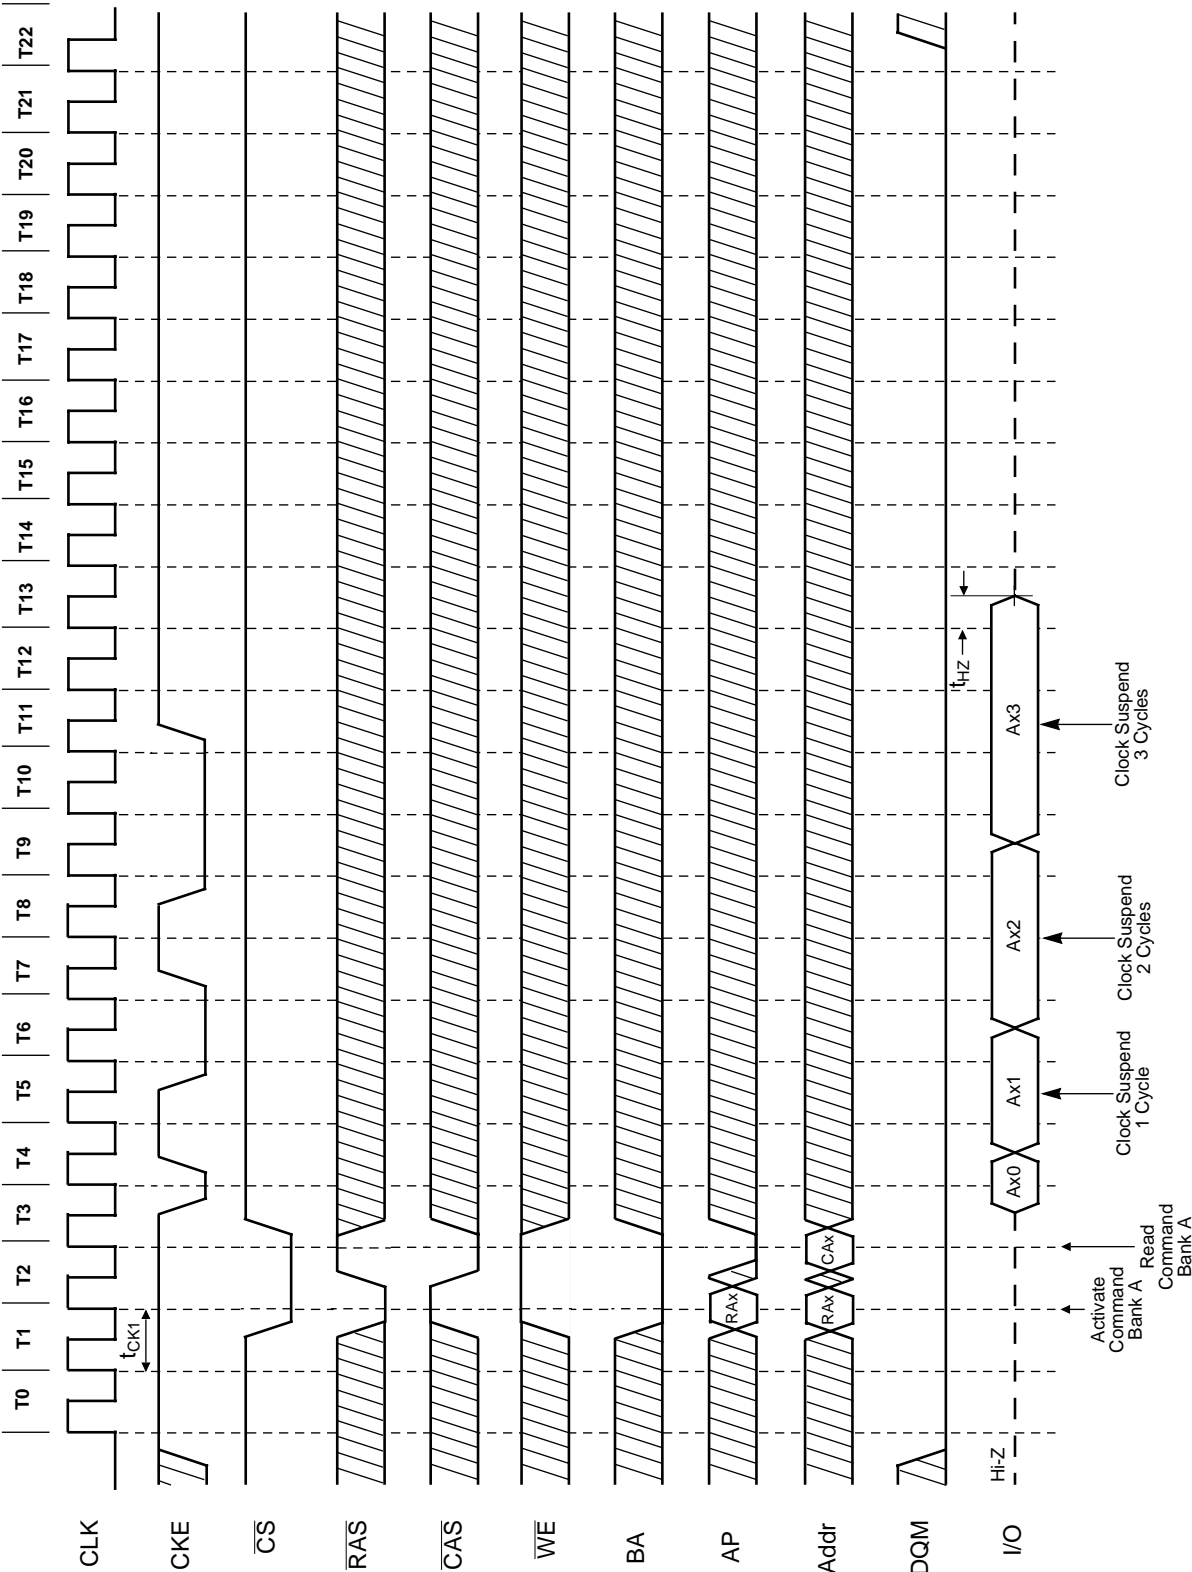 T0 T1 T2 T3 T4 T5 T6 T7 T8 T9 T10 T11 T12 T13 T14 T15 T16 T17 T18 T19 T20 T21 T22
CLK
tCK1
CKE
CS
RAS
CAS
WE
BA
AP
RAx
Addr
RAx CAx
DQM
tHZ
I/O
Hi-Z
Ax0 Ax1 Ax2 Ax3
Activate
Command
Bank A
Read
Command
Bank A
Clock Suspend
1 Cycle
Clock Suspend
2 Cycles
Clock Suspend
3 Cycles